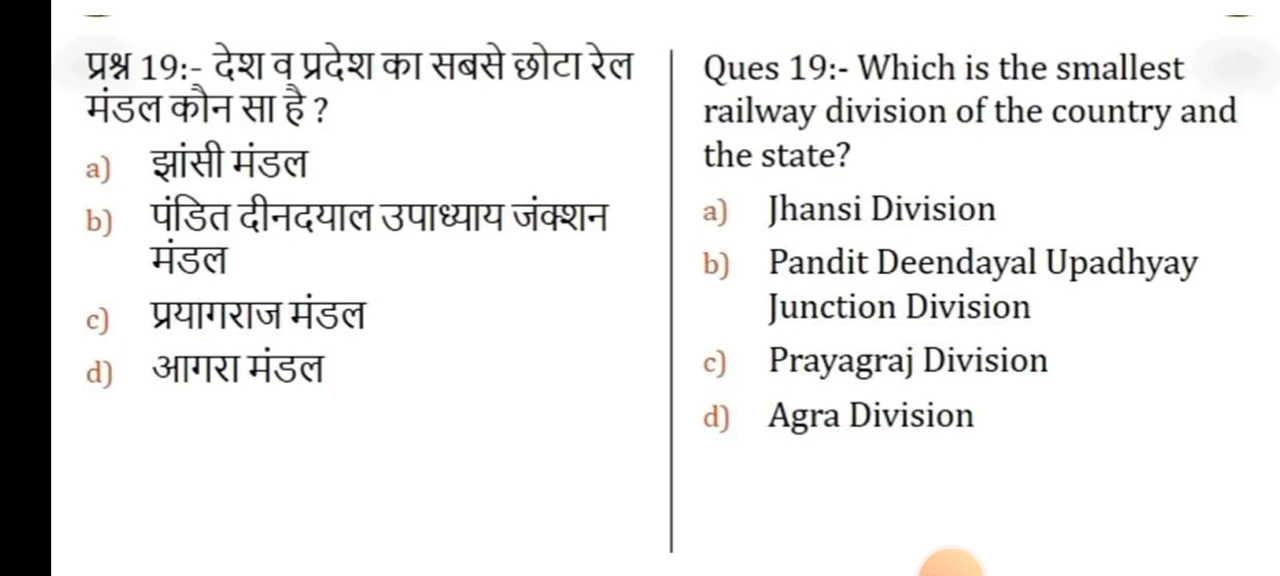 प्रश्न 19:- देश व प्रदेश का सबसे छोटा रेल
मंडल कौन सा है ?
a) झांसी मंडल
b) पंडित दीनदयाल उपाध्याय जंक्शन
मंडल
c) प्रयागराज मंडल
d) आगरा मंडल
Ques 19:- Which is the smallest
railway division of the country and
the state?
a) Jhansi Division
b) Pandit Deendayal Upadhyay
Junction Division
c) Prayagraj Division
d) Agra Division